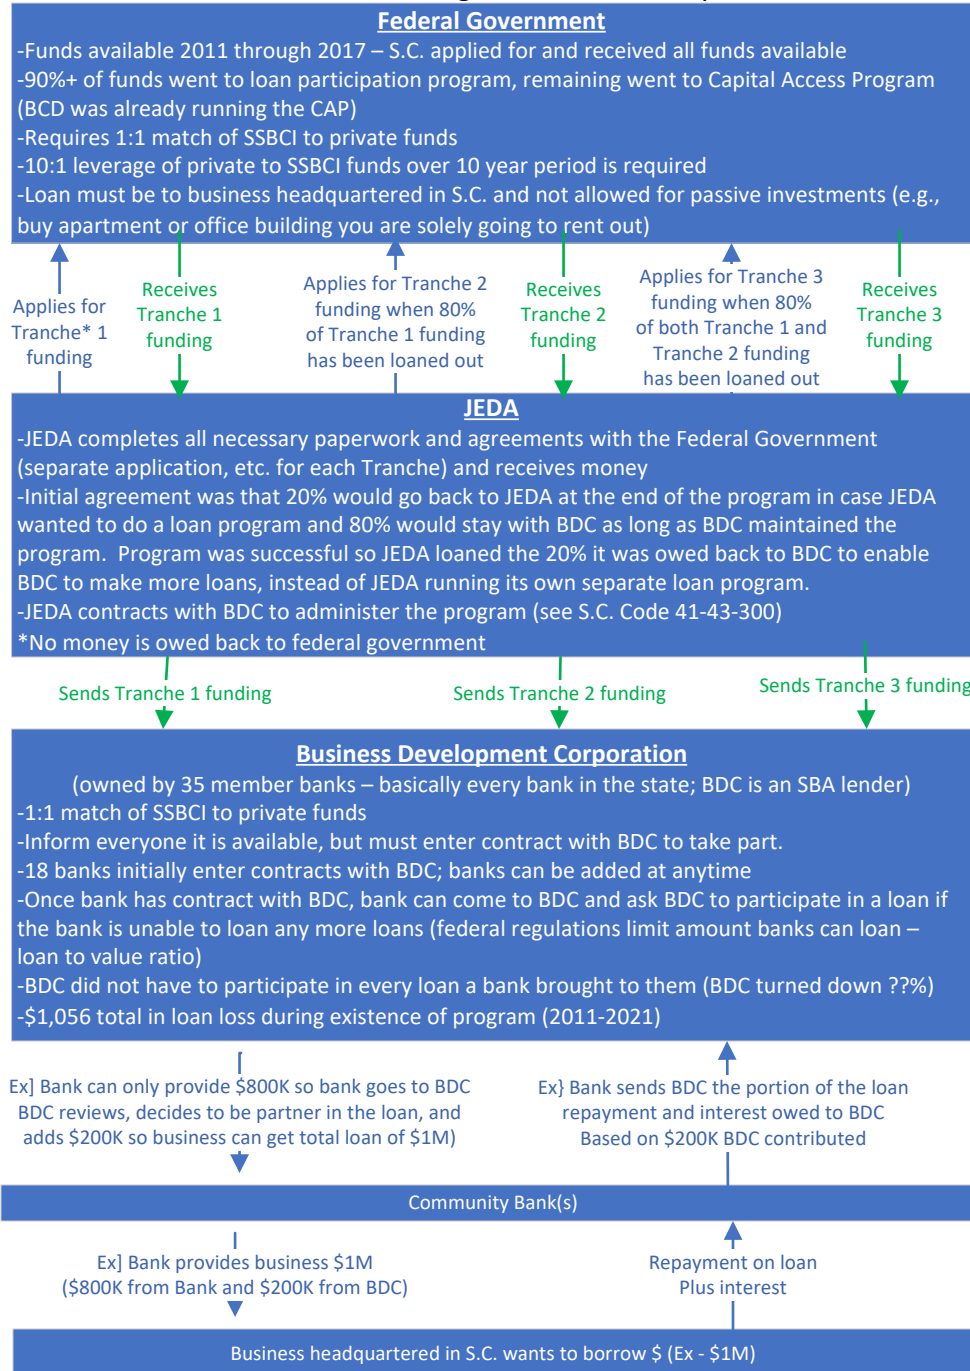 Federal Government
-Funds available 2011 through 2017 – S.C. applied for and received all funds available
-90%+ of funds went to loan participation program, remaining went to Capital Access Program
(BCD was already running the CAP)
-Requires 1:1 match of SSBCI to private funds
-10:1 leverage of private to SSBCI funds over 10 year period is required
-Loan must be to business headquartered in S.C. and not allowed for passive investments (e.g.,
buy apartment or office building you are solely going to rent out)
Applies for
Tranche* 1
funding
Receives
Tranche 1
funding
Applies for Tranche 2
funding when 80%
of Tranche 1 funding
has been loaned out
Receives
Tranche 2
funding
Applies for Tranche 3
funding when 80%
of both Tranche 1 and
Tranche 2 funding
has been loaned out
Receives
Tranche 3
funding
JEDA
-JEDA completes all necessary paperwork and agreements with the Federal Government
(separate application, etc. for each Tranche) and receives money
-Initial agreement was that 20% would go back to JEDA at the end of the program in case JEDA
wanted to do a loan program and 80% would stay with BDC as long as BDC maintained the
program.  Program was successful so JEDA loaned the 20% it was owed back to BDC to enable
BDC to make more loans, instead of JEDA running its own separate loan program.
-JEDA contracts with BDC to administer the program (see S.C. Code 41-43-300)
*No money is owed back to federal government
Sends Tranche 1 funding
Sends Tranche 2 funding
Sends Tranche 3 funding
Business Development Corporation
(owned by 35 member banks – basically every bank in the state; BDC is an SBA lender)
-1:1 match of SSBCI to private funds
-Inform everyone it is available, but must enter contract with BDC to take part.
-18 banks initially enter contracts with BDC; banks can be added at anytime
-Once bank has contract with BDC, bank can come to BDC and ask BDC to participate in a loan if
the bank is unable to loan any more loans (federal regulations limit amount banks can loan –
loan to value ratio)
-BDC did not have to participate in every loan a bank brought to them (BDC turned down ??%)
-$1,056 total in loan loss during existence of program (2011-2021)
Ex] Bank can only provide $800K so bank goes to BDC
BDC reviews, decides to be partner in the loan, and
adds $200K so business can get total loan of $1M)
Ex} Bank sends BDC the portion of the loan
repayment and interest owed to BDC
Based on $200K BDC contributed
Community Bank(s)
Ex] Bank provides business $1M
($800K from Bank and $200K from BDC)
Repayment on loan
Plus interest
Business headquartered in S.C. wants to borrow $ (Ex - $1M)